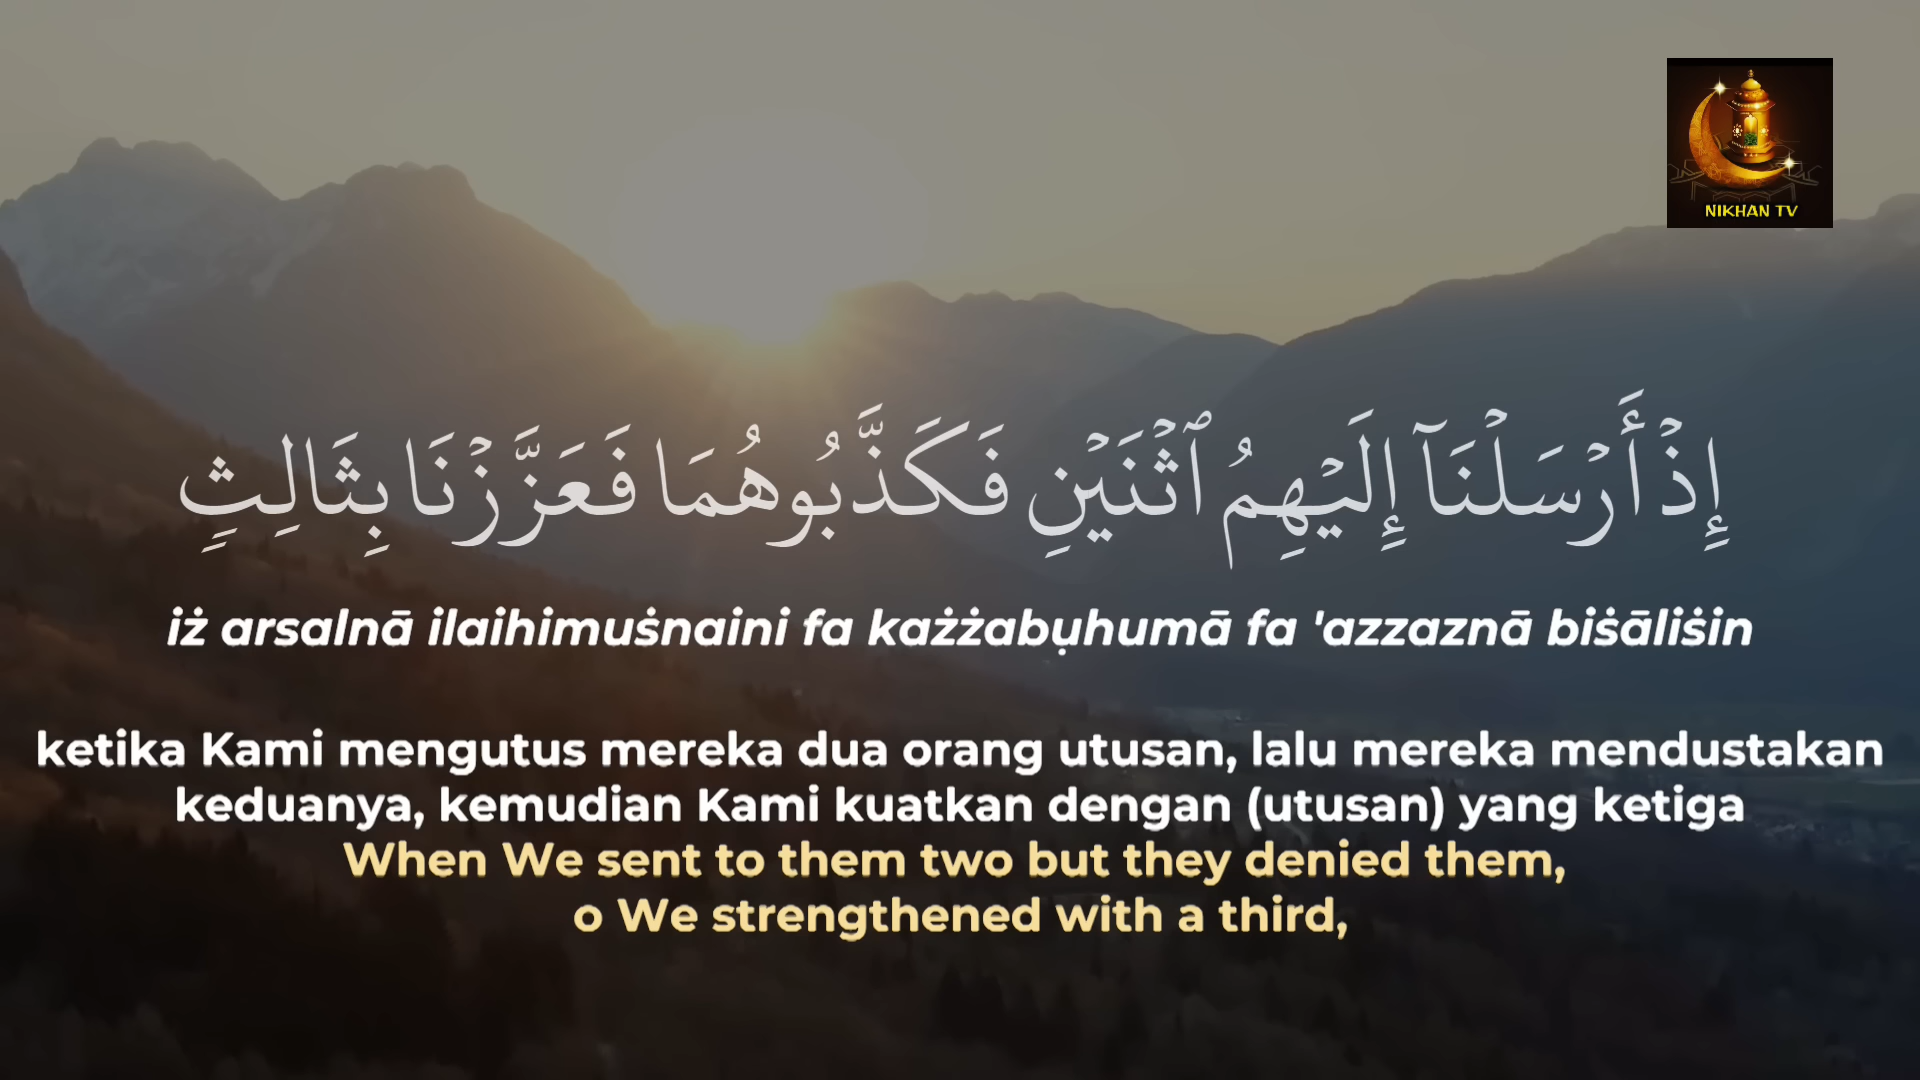 NIKHAN TV
إِذْ أَرْسَلْنَآ إِلَيْهِمُ ٱثْنَيْنِ فَكَذَّبُوهُمَا فَعَزَّزْنَا بِثَالِثٍ
iż arsalnā ilaihimuṡnaini fa każżabụhumā fa 'azzaznā biṡāliṡin
ketika Kami mengutus mereka dua orang utusan, lalu mereka mendustakan
keduanya, kemudian Kami kuatkan dengan (utusan) yang ketiga
When We sent to them two but they denied them,
o We strengthened with a third,